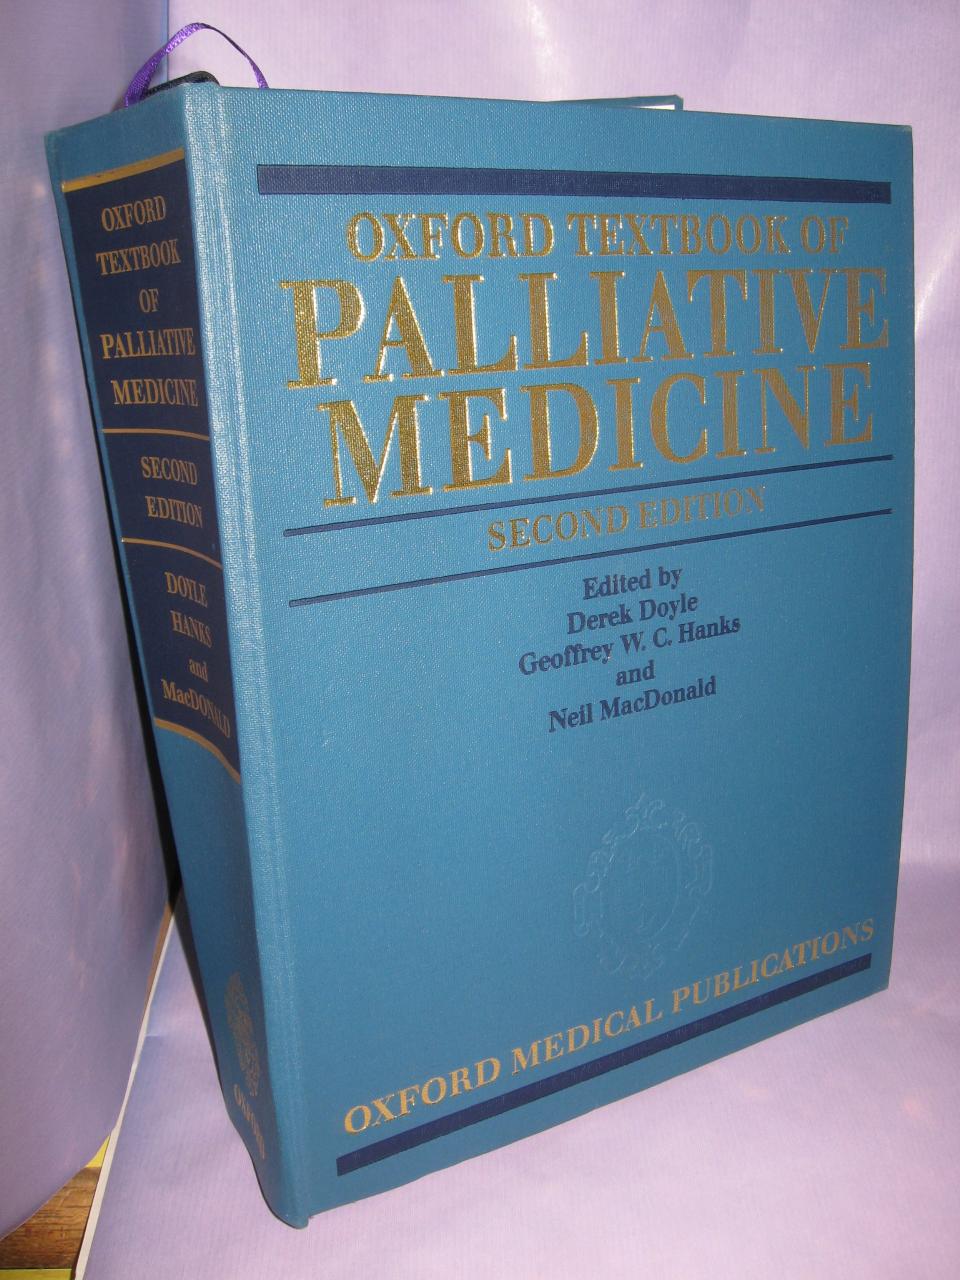 OXFORD
TEXTBOOK
OF
PALLIATIVE
MEDICINE
SECOND
EDITION
DOYLE
HANKS
and
MacDONALD
OXFORD
OXFORD TEXTBOOK OF
PALLIATIVE
MEDICINE
SECOND EDITION
Edited by
Derek Doyle
Geoffrey W. C. Hanks
and
Neil MacDonald
OXFORD MEDICAL PUBLICATIONS